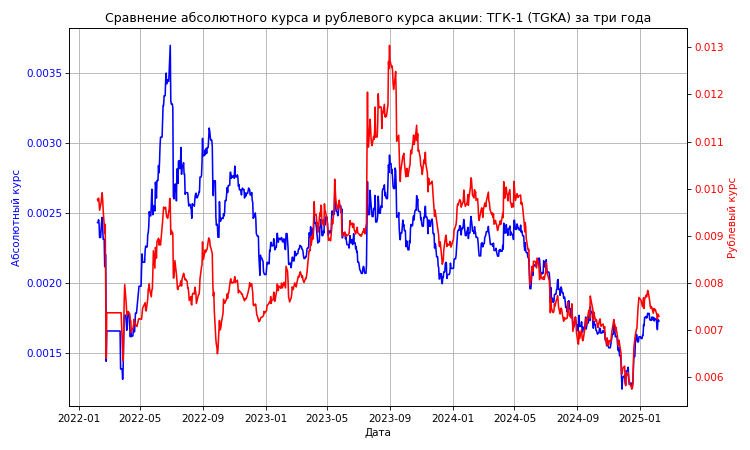 Сравнение абсолютного курса и рублевого курса акции: ТГК-1 (TGKA) за три года
Абсолютный курс
0.0035
0.0030
0.0025
0.0020
0.0015
0.013
0.012
0.011
0.010
0.009
0.008
0.007
0.006
Рублевый курс
2022-01 2022-05 2022-09 2023-01 2023-05 2023-09 2024-01 2024-05 2024-09 2025-01
Дата